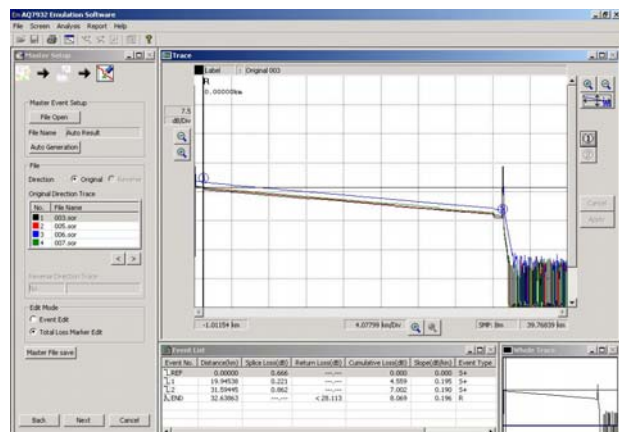 AQ7932 Emulation Software
File Screen Analysis Report Help
Master Setup
Master Event Setup
File Open
File Name Auto Result
Auto Generation
File
Direction Original Reverse
Original Direction Trace
No. File Name
1 003.sor
2 005.sor
3 006.sor
4 007.sor
< >
Reverse Direction Trace
Edit Mode
Event Edit
Total Loss Marker Edit
Master File save
Back Next Cancel
Trace
Label : Original 003
R
0.00000km
7.5
dB/Div
1
2
Cancel
Apply
-1.01154 km 4.07799 km/Div SMP: 8m 39.76839 km
Event List
Event No. Distance(km) Splice Loss(dB) Return Loss(dB) Cumulative Loss(dB) Slope(dB/km) Event Type
REF 0.00000 0.666 ---.--- 0.000 0.000 S+
1 19.94538 0.221 ---.--- 4.559 0.195 S+
2 31.59445 0.862 ---.--- 7.002 0.190 S+
END 32.63863 ---.--- < 28.113 8.069 0.196 R
Whole Trace